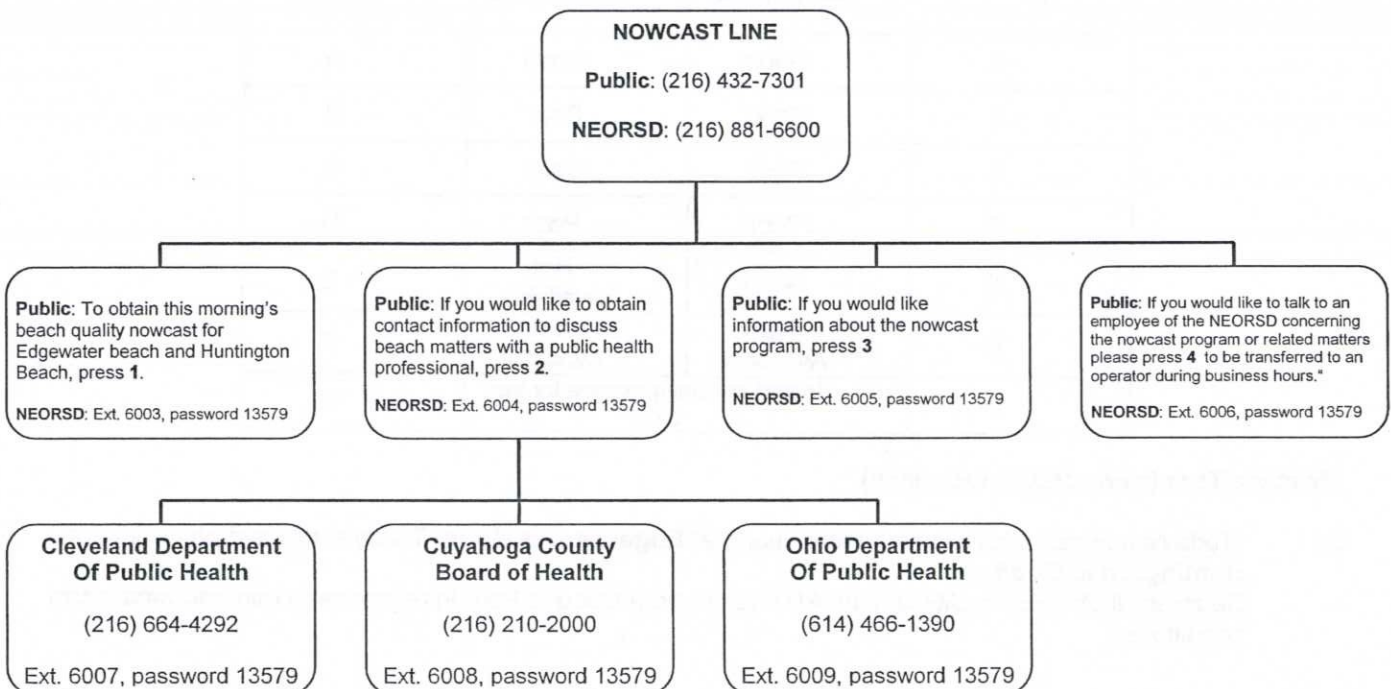 NOWCAST LINE
Public: (216) 432-7301
NEORSD: (216) 881-6600
Public: To obtain this morning's
beach quality nowcast for
Edgewater beach and Huntington
Beach, press 1.
NEORSD: Ext. 6003, password 13579
Public: If you would like to obtain
contact information to discuss
beach matters with a public health
professional, press 2.
NEORSD: Ext. 6004, password 13579
Public: If you would like
information about the nowcast
program, press 3
NEORSD: Ext. 6005, password 13579
Public: If you would like to talk to an
employee of the NEORSD concerning
the nowcast program or related matters
please press 4 to be transferred to an
operator during business hours."
NEORSD: Ext. 6006, password 13579
Cleveland Department
Of Public Health
(216) 664-4292
Ext. 6007, password 13579
Cuyahoga County
Board of Health
(216) 210-2000
Ext. 6008, password 13579
Ohio Department
Of Public Health
(614) 466-1390
Ext. 6009, password 13579